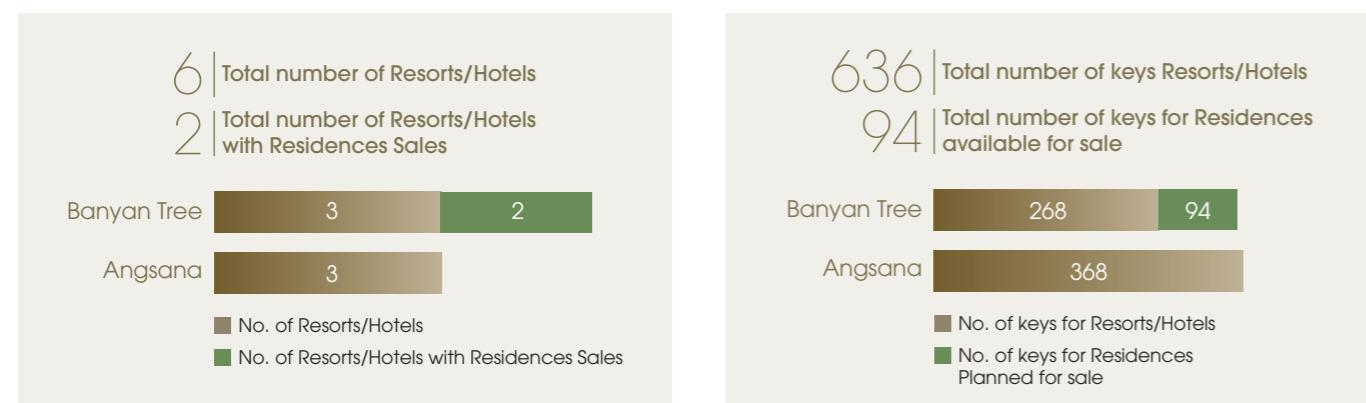 6 Total number of Resorts/Hotels
2 Total number of Resorts/Hotels
with Residences Sales
Banyan Tree 3 2
Angsana 3
No. of Resorts/Hotels
No. of Resorts/Hotels with Residences Sales
636 Total number of keys Resorts/Hotels
94 Total number of keys for Residences
available for sale
Banyan Tree 268 94
Angsana 368
No. of keys for Resorts/Hotels
No. of keys for Residences
Planned for sale